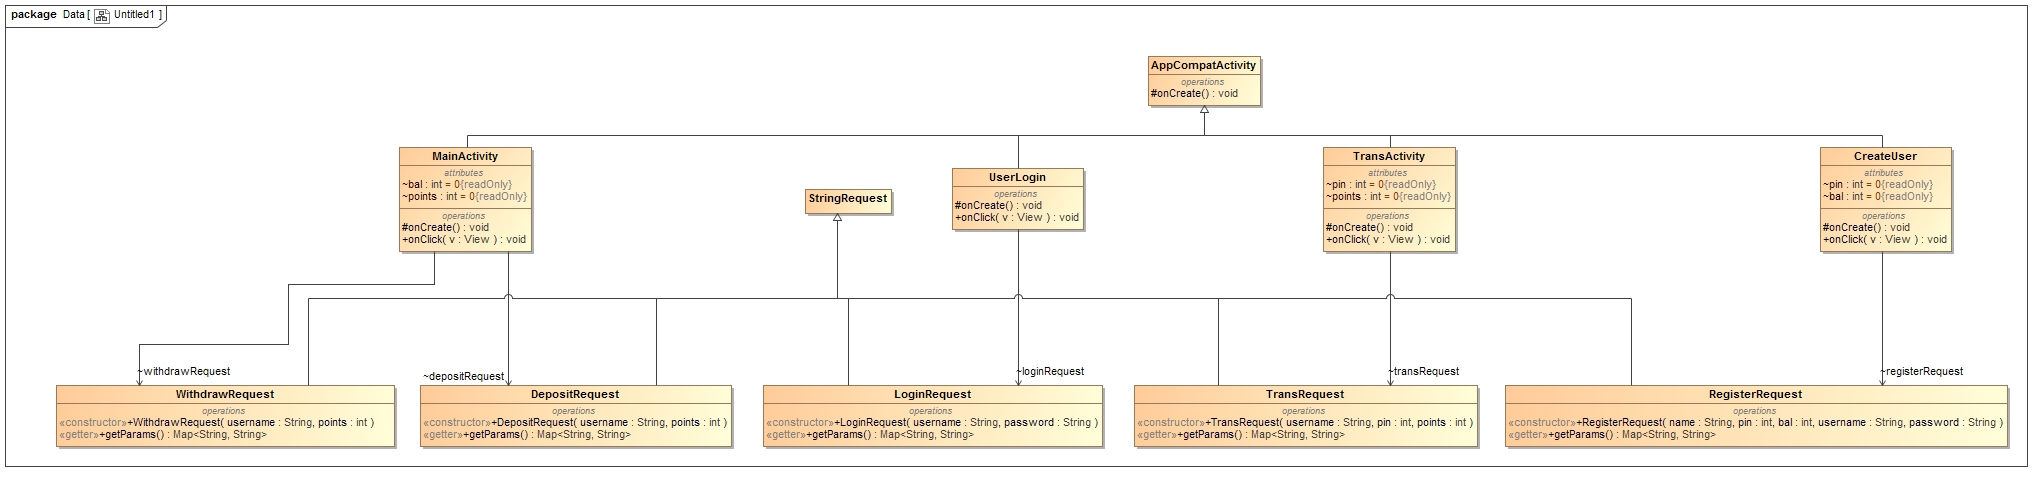 package Data [ Untitled1 ]
AppCompatActivity
operations
#onCreate() : void
MainActivity
attributes
~bal : int = 0{readOnly}
~points : int = 0{readOnly}
operations
#onCreate() : void
+onClick( v : View ) : void
StringRequest
UserLogin
operations
#onCreate() : void
+onClick( v : View ) : void
TransActivity
attributes
~pin : int = 0{readOnly}
~points : int = 0{readOnly}
operations
#onCreate() : void
+onClick( v : View ) : void
CreateUser
attributes
~pin : int = 0{readOnly}
~bal : int = 0{readOnly}
operations
#onCreate() : void
+onClick( v : View ) : void
~withdrawRequest
~depositRequest
~loginRequest
~transRequest
~registerRequest
WithdrawRequest
operations
«constructor»+WithdrawRequest( username : String, points : int )
«getter»+getParams() : Map<String, String>
DepositRequest
operations
«constructor»+DepositRequest( username : String, points : int )
«getter»+getParams() : Map<String, String>
LoginRequest
operations
«constructor»+LoginRequest( username : String, password : String )
«getter»+getParams() : Map<String, String>
TransRequest
operations
«constructor»+TransRequest( username : String, pin : int, points : int )
«getter»+getParams() : Map<String, String>
RegisterRequest
operations
«constructor»+RegisterRequest( name : String, pin : int, bal : int, username : String, password : String )
«getter»+getParams() : Map<String, String>